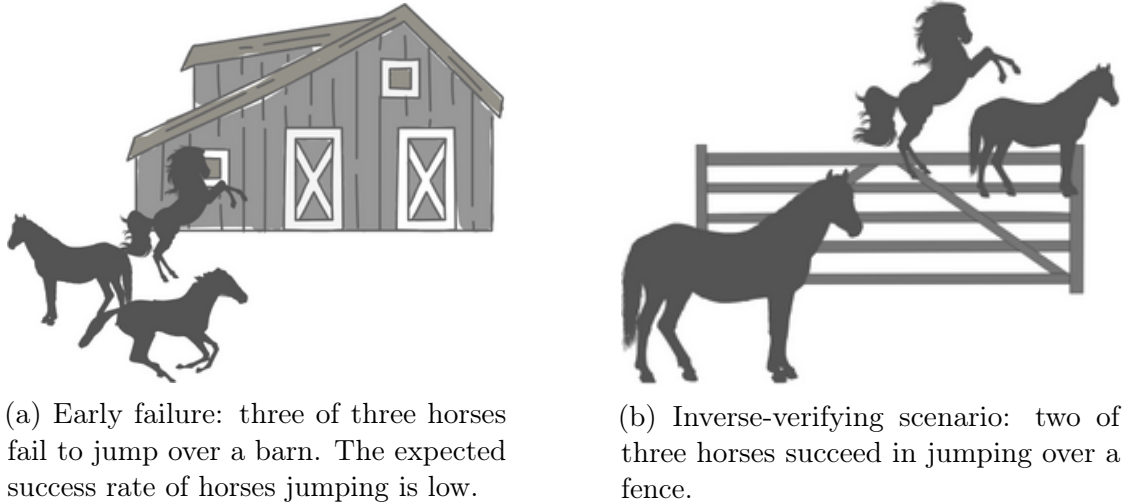 (a) Early failure: three of three horses
fail to jump over a barn. The expected
success rate of horses jumping is low.
(b) Inverse-verifying scenario: two of
three horses succeed in jumping over a
fence.